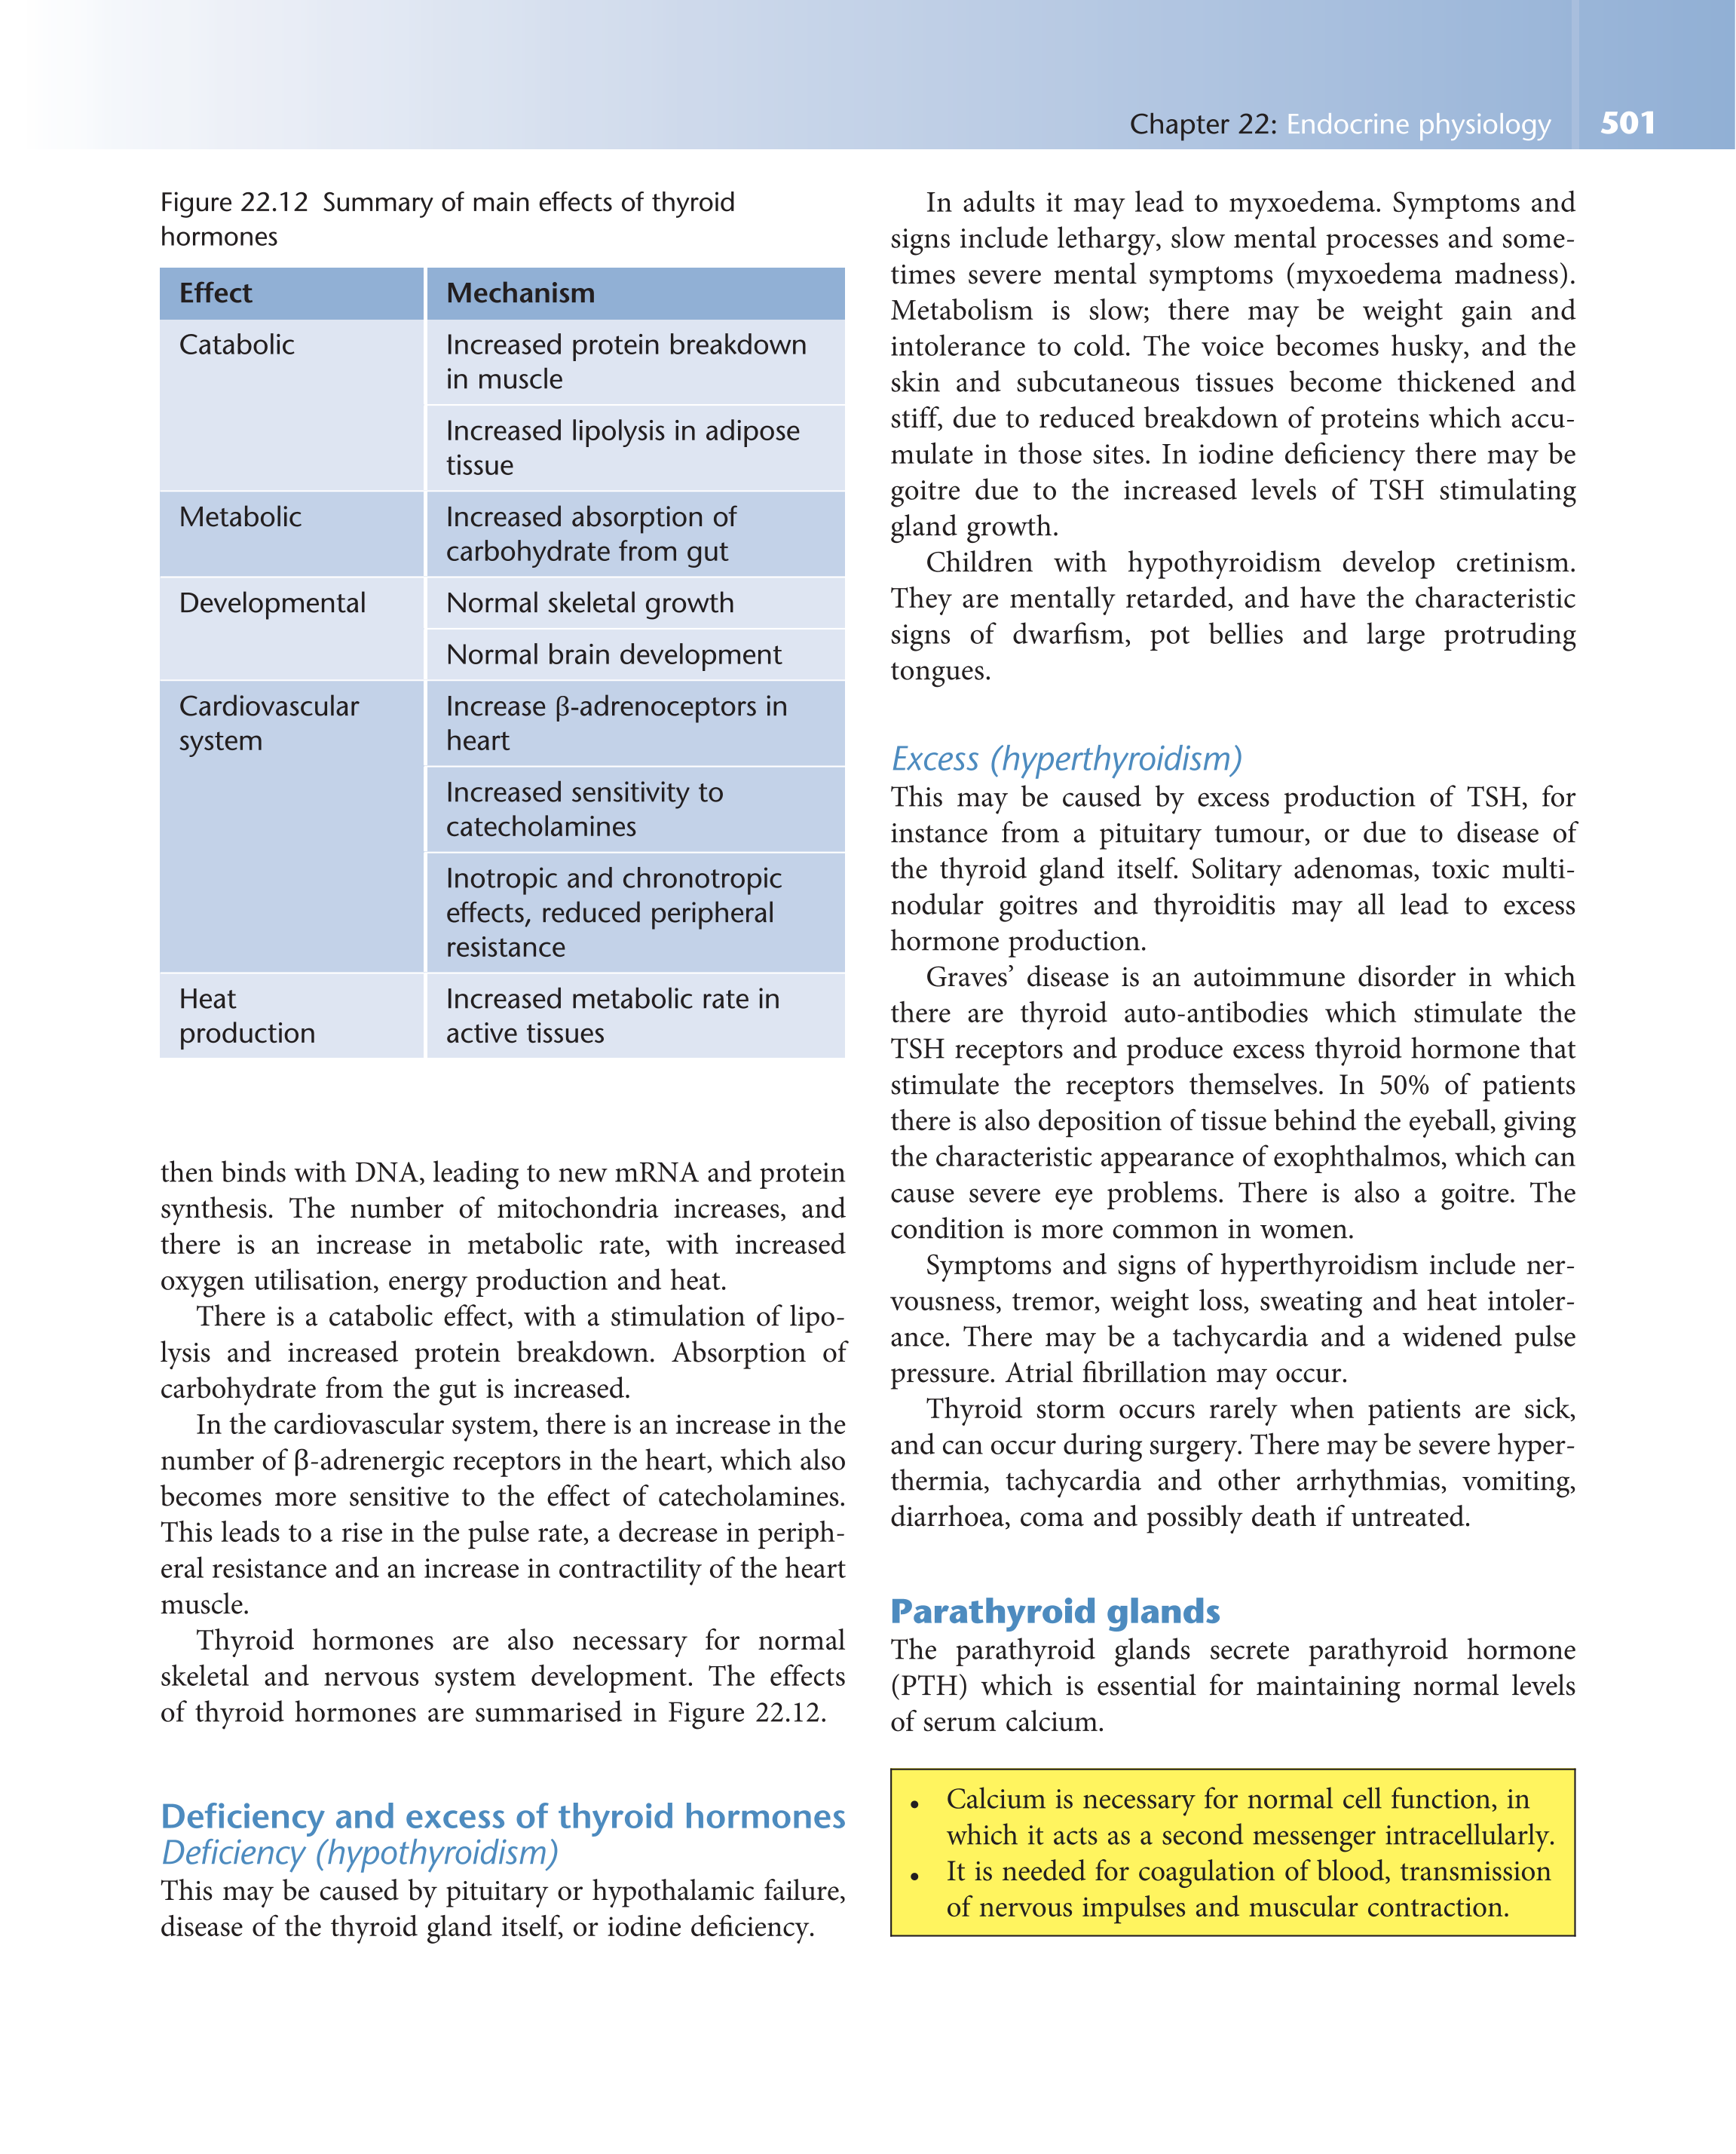 Chapter 22: Endocrine physiology 501
Figure 22.12 Summary of main effects of thyroid
hormones
Effect Mechanism
Catabolic Increased protein breakdown
in muscle
Increased lipolysis in adipose
tissue
Metabolic Increased absorption of
carbohydrate from gut
Developmental Normal skeletal growth
Normal brain development
Cardiovascular Increase β-adrenoceptors in
system heart
Increased sensitivity to
catecholamines
Inotropic and chronotropic
effects, reduced peripheral
resistance
Heat Increased metabolic rate in
production active tissues
then binds with DNA, leading to new mRNA and protein
synthesis. The number of mitochondria increases, and
there is an increase in metabolic rate, with increased
oxygen utilisation, energy production and heat.
There is a catabolic effect, with a stimulation of lipo-
lysis and increased protein breakdown. Absorption of
carbohydrate from the gut is increased.
In the cardiovascular system, there is an increase in the
number of β-adrenergic receptors in the heart, which also
becomes more sensitive to the effect of catecholamines.
This leads to a rise in the pulse rate, a decrease in periph-
eral resistance and an increase in contractility of the heart
muscle.
Thyroid hormones are also necessary for normal
skeletal and nervous system development. The effects
of thyroid hormones are summarised in Figure 22.12.
Deficiency and excess of thyroid hormones
Deficiency (hypothyroidism)
This may be caused by pituitary or hypothalamic failure,
disease of the thyroid gland itself, or iodine deficiency.
In adults it may lead to myxoedema. Symptoms and
signs include lethargy, slow mental processes and some-
times severe mental symptoms (myxoedema madness).
Metabolism is slow; there may be weight gain and
intolerance to cold. The voice becomes husky, and the
skin and subcutaneous tissues become thickened and
stiff, due to reduced breakdown of proteins which accu-
mulate in those sites. In iodine deficiency there may be
goitre due to the increased levels of TSH stimulating
gland growth.
Children with hypothyroidism develop cretinism.
They are mentally retarded, and have the characteristic
signs of dwarfism, pot bellies and large protruding
tongues.
Excess (hyperthyroidism)
This may be caused by excess production of TSH, for
instance from a pituitary tumour, or due to disease of
the thyroid gland itself. Solitary adenomas, toxic multi-
nodular goitres and thyroiditis may all lead to excess
hormone production.
Graves’ disease is an autoimmune disorder in which
there are thyroid auto-antibodies which stimulate the
TSH receptors and produce excess thyroid hormone that
stimulate the receptors themselves. In 50% of patients
there is also deposition of tissue behind the eyeball, giving
the characteristic appearance of exophthalmos, which can
cause severe eye problems. There is also a goitre. The
condition is more common in women.
Symptoms and signs of hyperthyroidism include ner-
vousness, tremor, weight loss, sweating and heat intoler-
ance. There may be a tachycardia and a widened pulse
pressure. Atrial fibrillation may occur.
Thyroid storm occurs rarely when patients are sick,
and can occur during surgery. There may be severe hyper-
thermia, tachycardia and other arrhythmias, vomiting,
diarrhoea, coma and possibly death if untreated.
Parathyroid glands
The parathyroid glands secrete parathyroid hormone
(PTH) which is essential for maintaining normal levels
of serum calcium.
• Calcium is necessary for normal cell function, in
which it acts as a second messenger intracellularly.
• It is needed for coagulation of blood, transmission
of nervous impulses and muscular contraction.